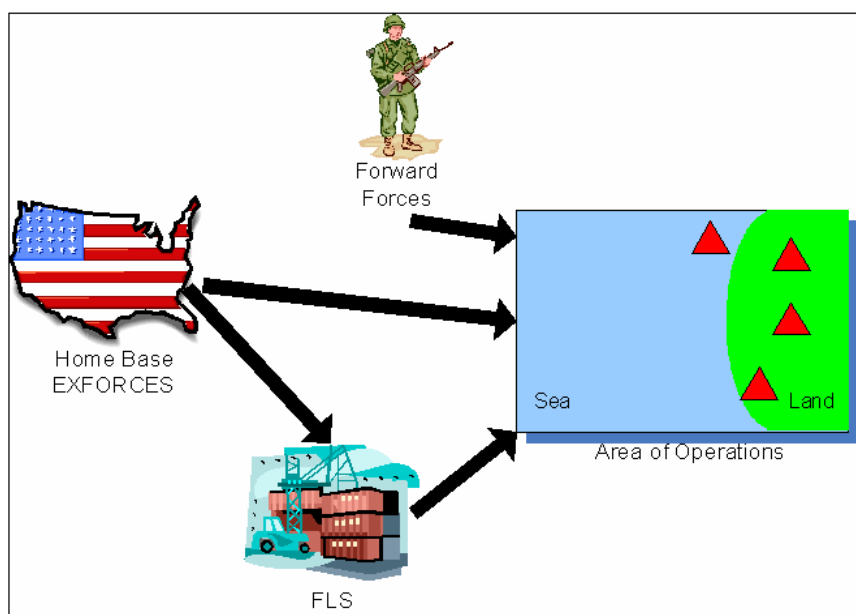 Forward
Forces
Home Base
EXFORCES
Sea
Land
Area of Operations
FLS